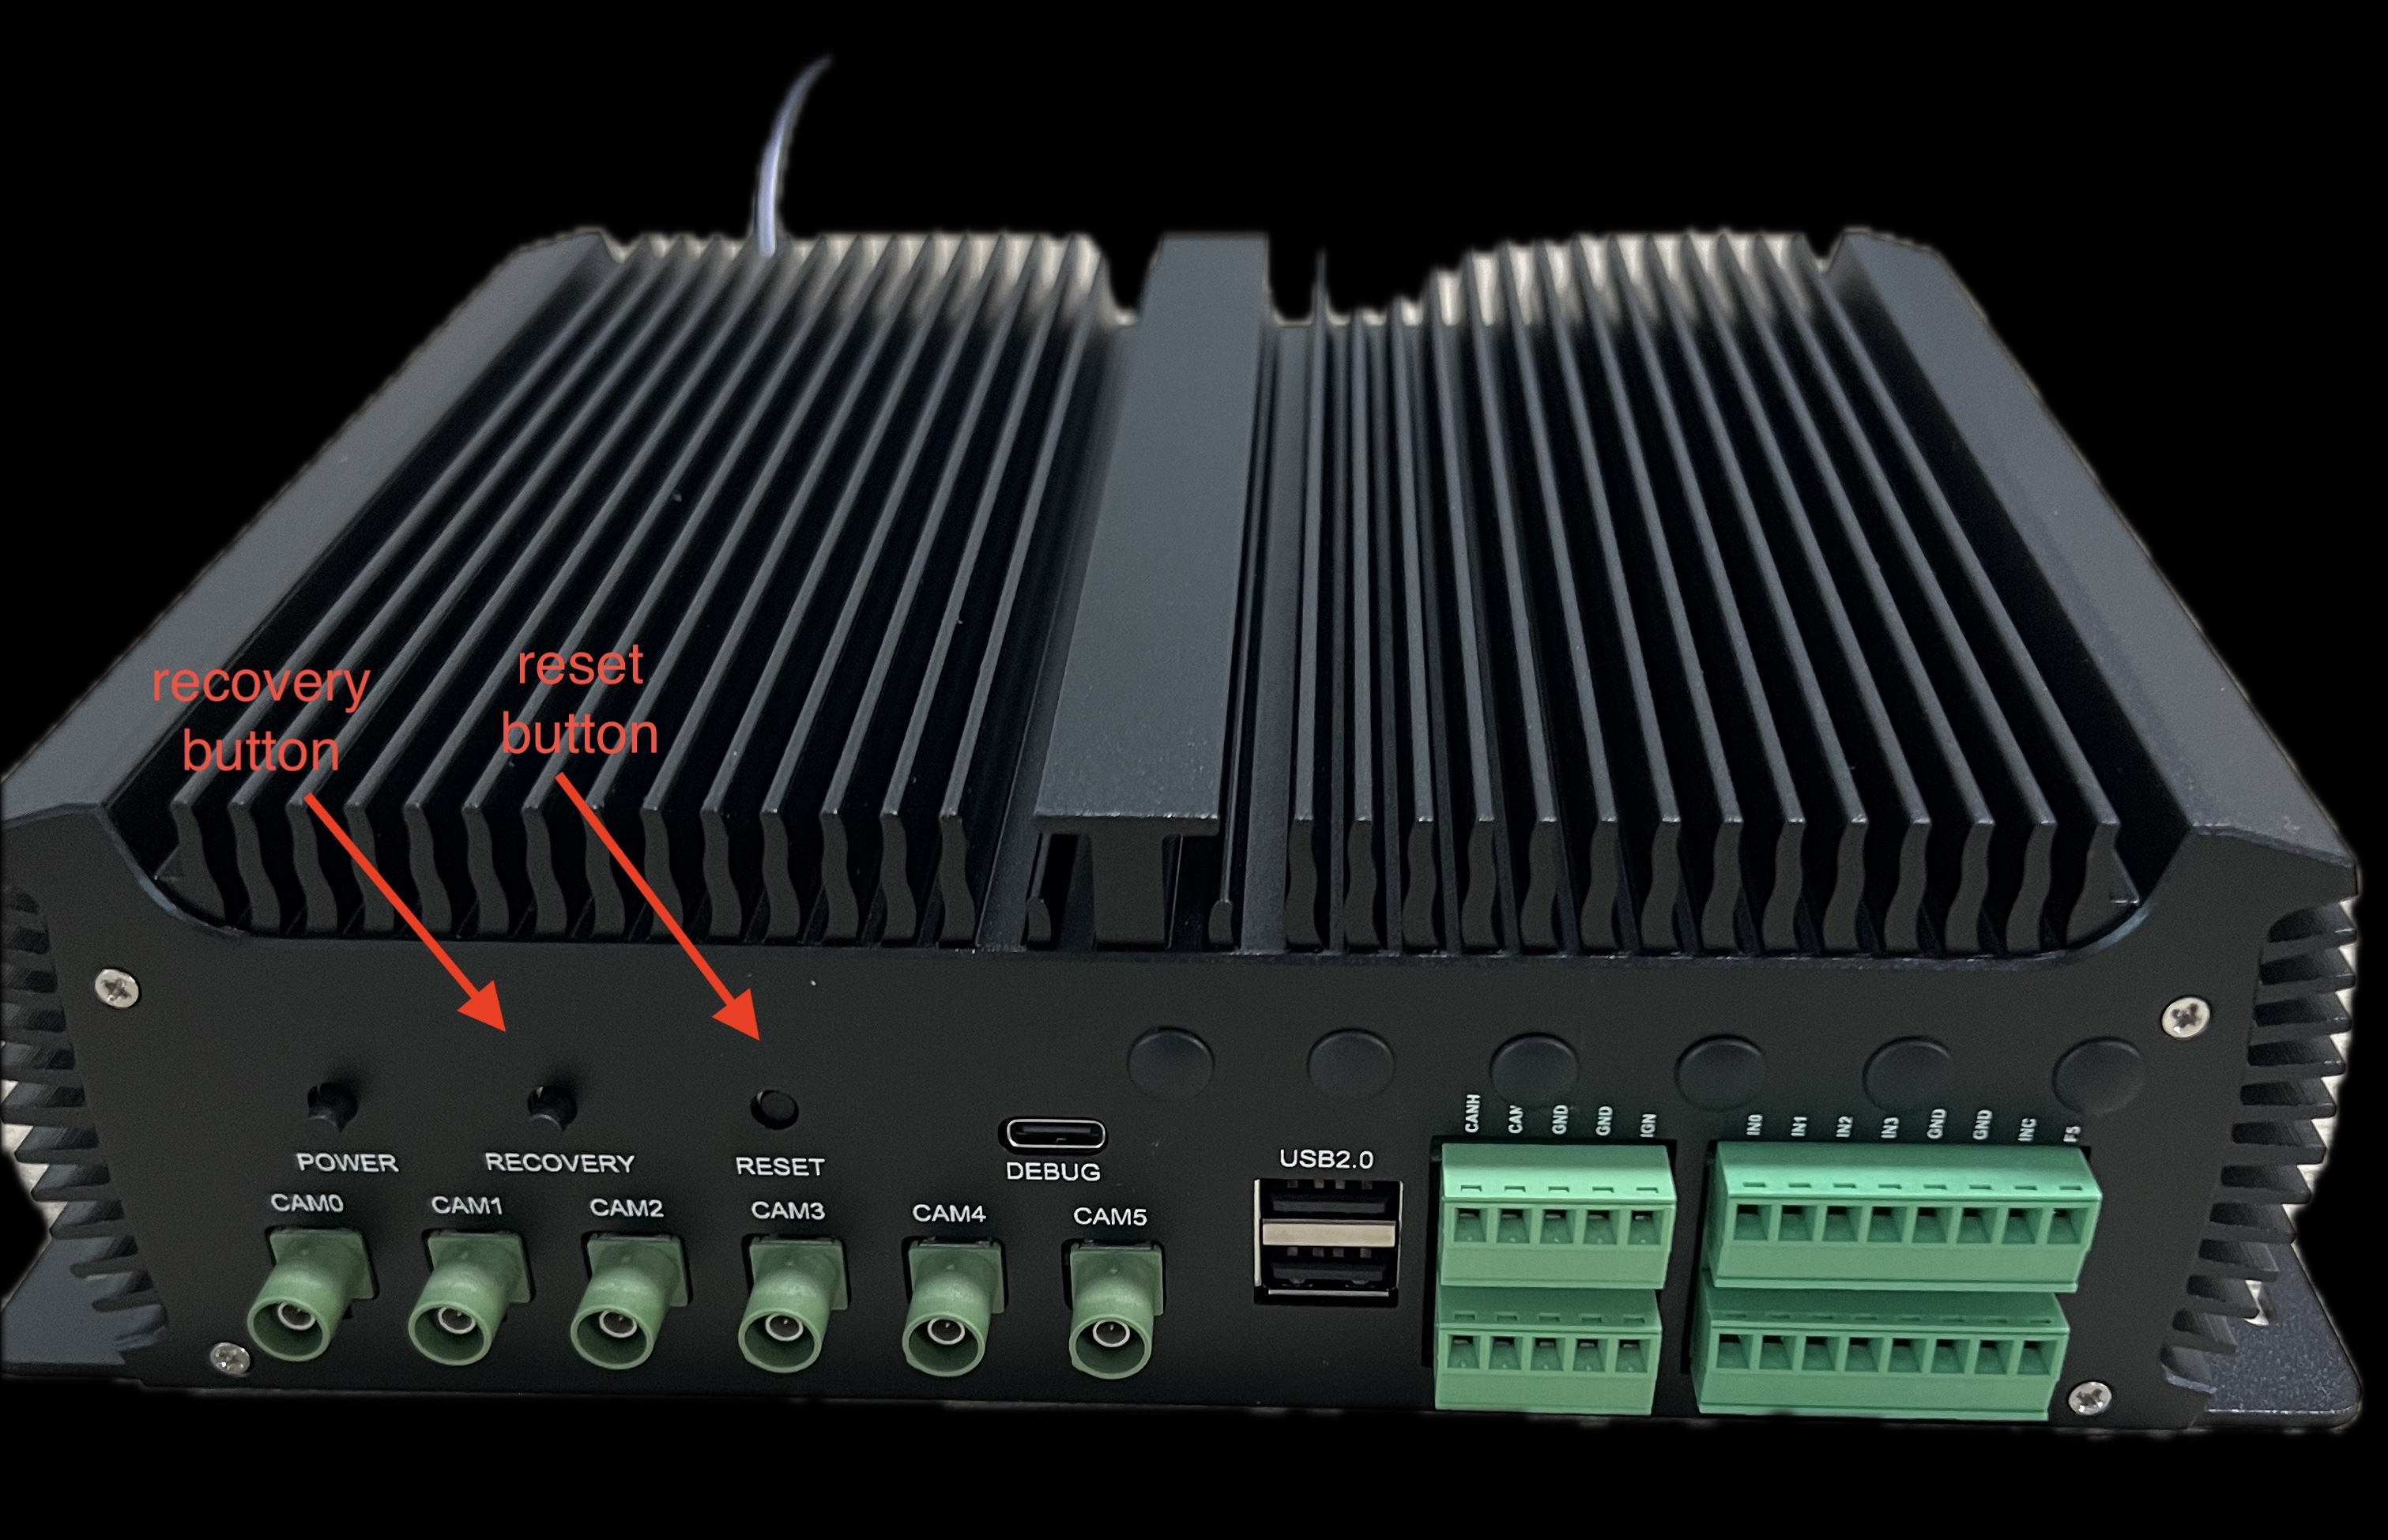 recovery
button
reset
button
POWER
RECOVERY
RESET
DEBUG
CAM0
CAM1
CAM2
CAM3
CAM4
CAM5
USB2.0
CANH
GND
GND
IGN
IN0
IN1
IN2
IN3
GND
GND